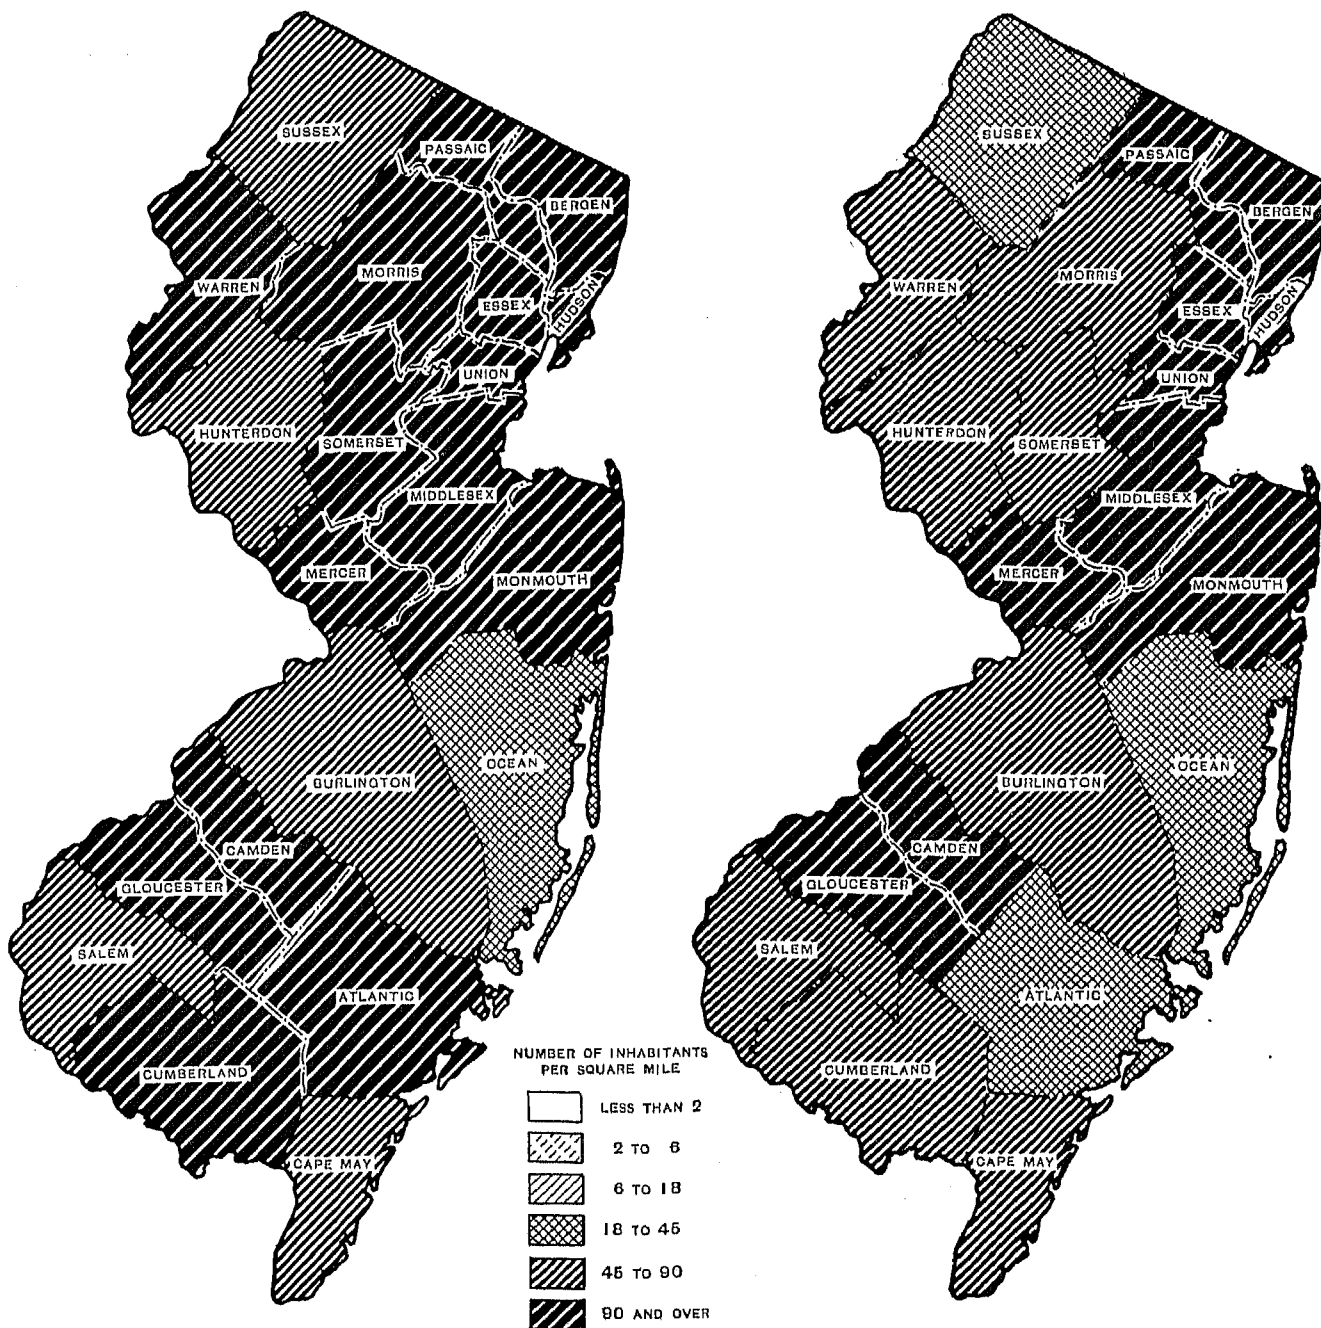 SUSSEX
PASSAIC
BERGEN
MORRIS
WARREN
ESSEX
HUDSON
UNION
HUNTERDON
SOMERSET
MIDDLESEX
MERCER
MONMOUTH
OCEAN
BURLINGTON
CAMDEN
GLOUCESTER
SALEM
ATLANTIC
CUMBERLAND
CAPE MAY
SUSSEX
PASSAIC
BERGEN
MORRIS
WARREN
ESSEX
HUDSON
UNION
HUNTERDON
SOMERSET
MIDDLESEX
MERCER
MONMOUTH
OCEAN
BURLINGTON
CAMDEN
GLOUCESTER
SALEM
ATLANTIC
CUMBERLAND
CAPE MAY
NUMBER OF INHABITANTS
PER SQUARE MILE
LESS THAN 2
2 TO 6
6 TO 18
18 TO 45
45 TO 90
90 AND OVER